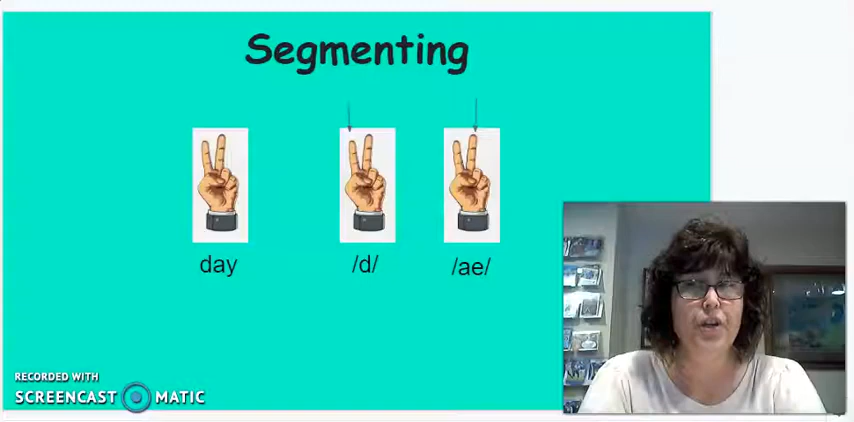 Segmenting
day /d/ /ae/
RECORDED WITH
SCREENCAST MATIC